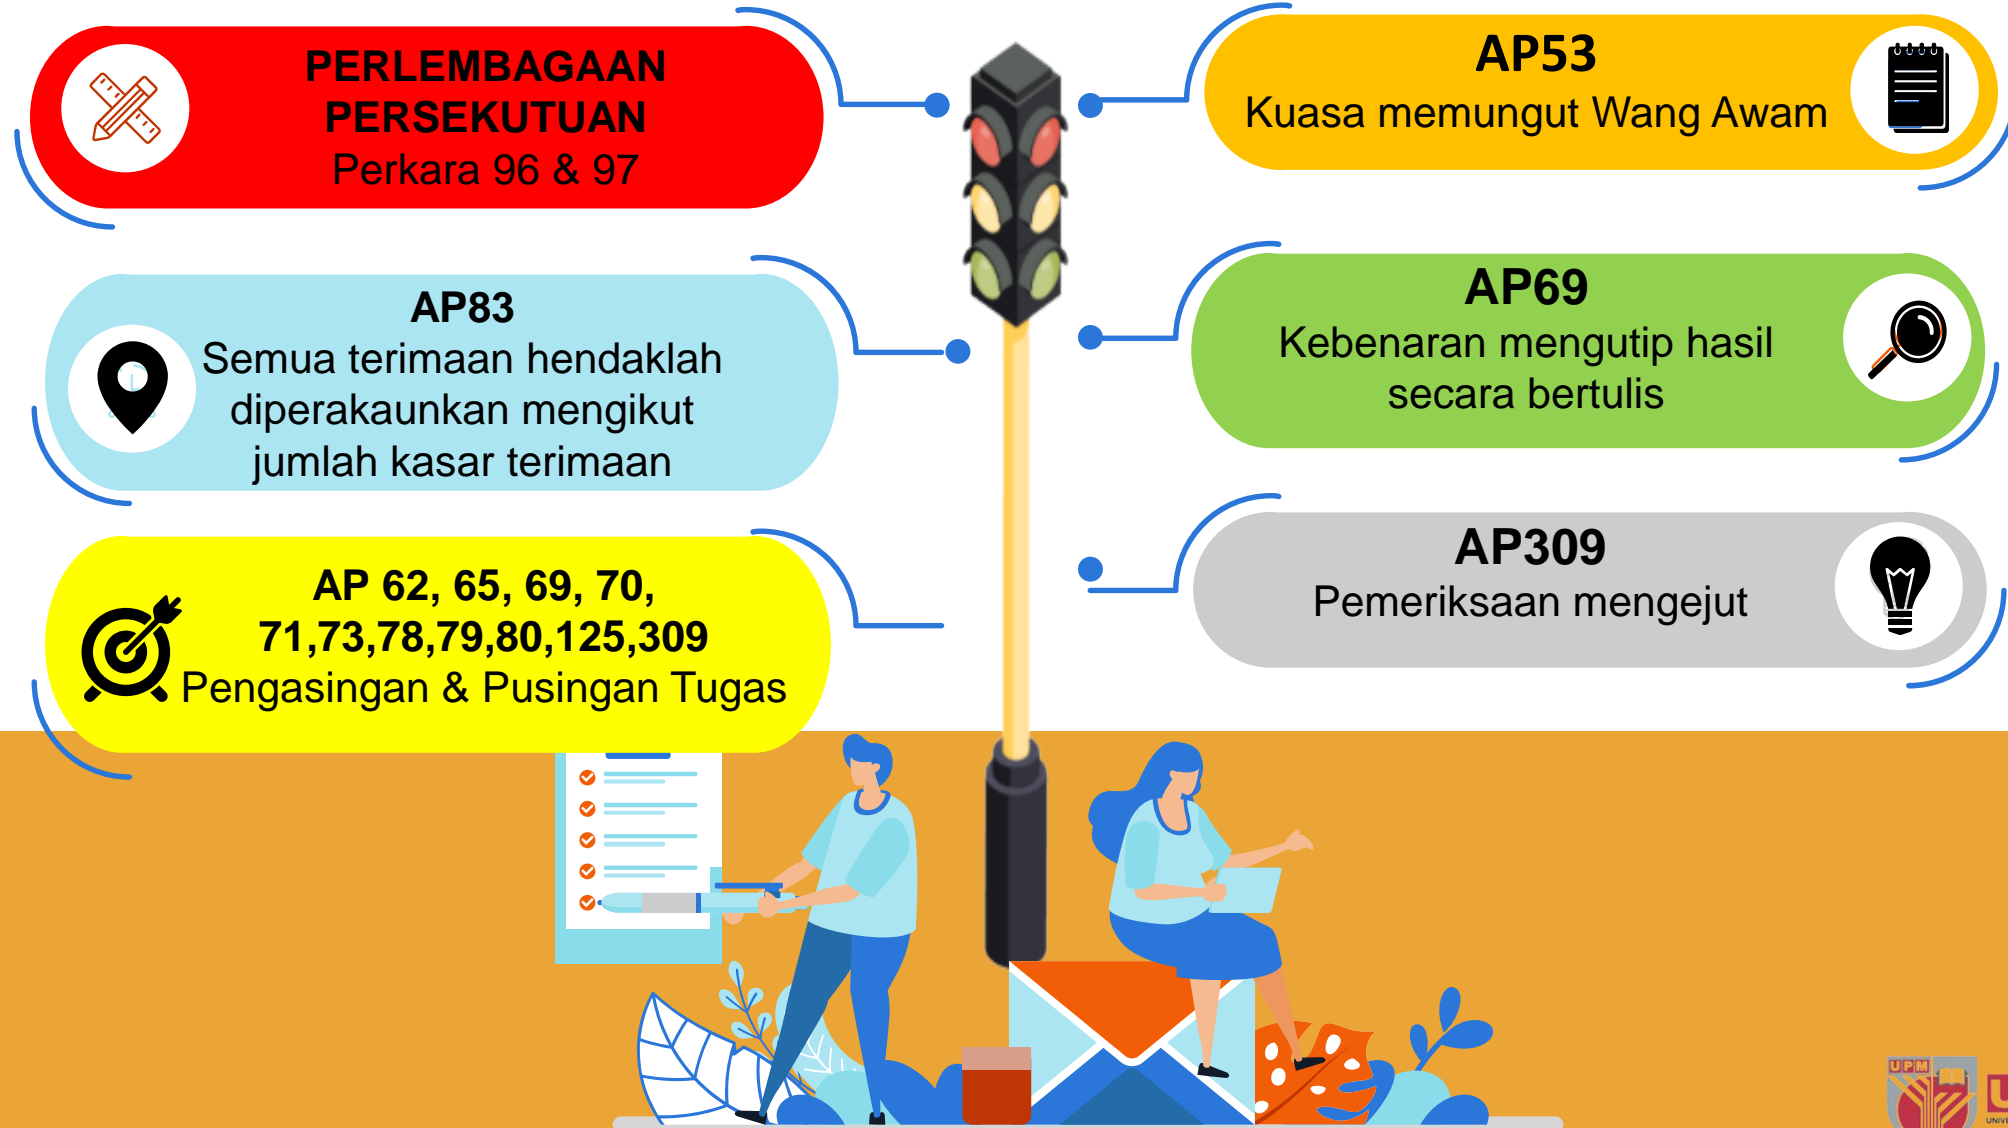 PERLEMBAGAAN
PERSEKUTUAN
Perkara 96 & 97
AP83
Semua terimaan hendaklah
diperakaunkan mengikut
jumlah kasar terimaan
AP 62, 65, 69, 70,
71,73,78,79,80,125,309
Pengasingan & Pusingan Tugas
AP53
Kuasa memungut Wang Awam
AP69
Kebenaran mengutip hasil
secara bertulis
AP309
Pemeriksaan mengejut
UPM